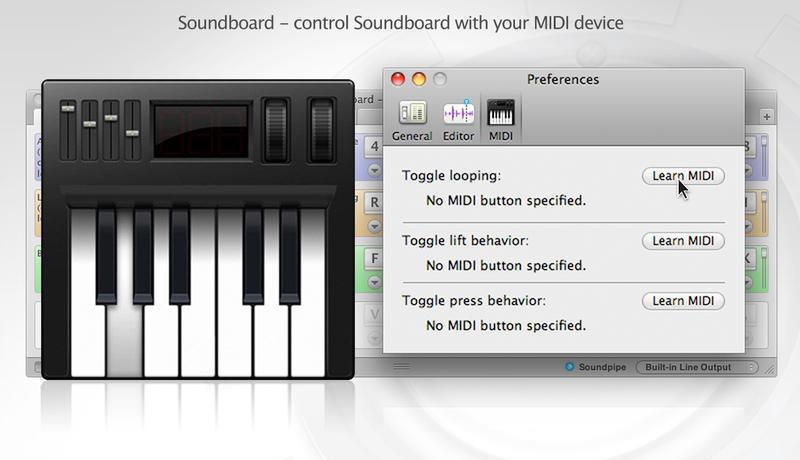 Soundboard – control Soundboard with your MIDI device
Preferences
General
Editor
MIDI
Toggle looping:
Learn MIDI
No MIDI button specified.
Toggle lift behavior:
Learn MIDI
No MIDI button specified.
Toggle press behavior:
Learn MIDI
No MIDI button specified.
4
R
F
V
Soundpipe
Built-in Line Output